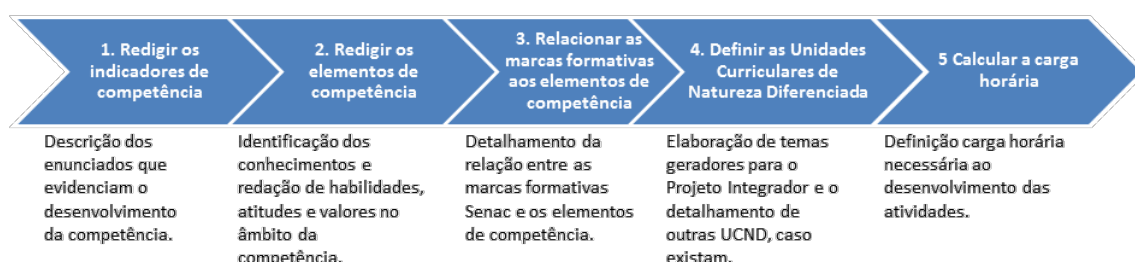 1. Redigir os
indicadores de
competência
2. Redigir os
elementos de
competência
3. Relacionar as
marcas formativas
aos elementos de
competência
4. Definir as Unidades
Curriculares de
Natureza Diferenciada
5 Calcular a carga
horária
Descrição dos
enunciados que
evidenciam o
desenvolvimento
da competência.
Identificação dos
conhecimentos e
redação de habilidades,
atitudes e valores no
âmbito da
competência.
Detalhamento da
relação entre as
marcas formativas
Senac e os elementos
de competência.
Elaboração de temas
geradores para o
Projeto Integrador e o
detalhamento de
outras UCND, caso
existam.
Definição carga horária
necessária ao
desenvolvimento das
atividades.